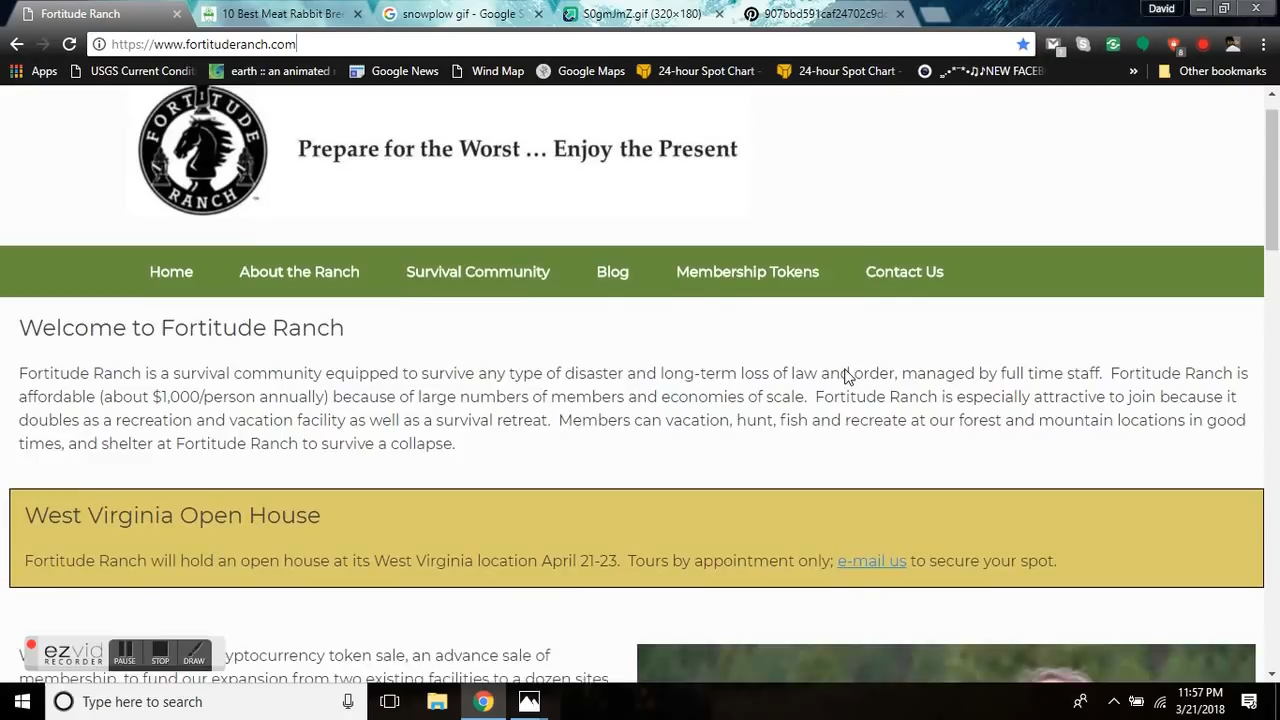 Fortitude Ranch
10 Best Meat Rabbit Bre
snowplow gif - Google S
S0gmJmZ.gif (320×180)
907bbd591caf24702c9d
David
https://www.fortituderanch.com
Apps
USGS Current Condit
earth :: an animated
Google News
Wind Map
Google Maps
24-hour Spot Chart
24-hour Spot Chart
NEW FACEB
Other bookmarks
FORTITUDE
RANCH
Prepare for the Worst … Enjoy the Present
Home
About the Ranch
Survival Community
Blog
Membership Tokens
Contact Us
Welcome to Fortitude Ranch
Fortitude Ranch is a survival community equipped to survive any type of disaster and long-term loss of law and order, managed by full time staff. Fortitude Ranch is
affordable (about $1,000/person annually) because of large numbers of members and economies of scale. Fortitude Ranch is especially attractive to join because it
doubles as a recreation and vacation facility as well as a survival retreat. Members can vacation, hunt, fish and recreate at our forest and mountain locations in good
times, and shelter at Fortitude Ranch to survive a collapse.
West Virginia Open House
Fortitude Ranch will hold an open house at its West Virginia location April 21-23. Tours by appointment only; e-mail us to secure your spot.
yptocurrency token sale, an advance sale of
membership, to fund our expansion from two existing facilities to a dozen sites
ezvid
RECORDER
PAUSE
STOP
DRAW
Type here to search
11:57 PM
3/21/2018